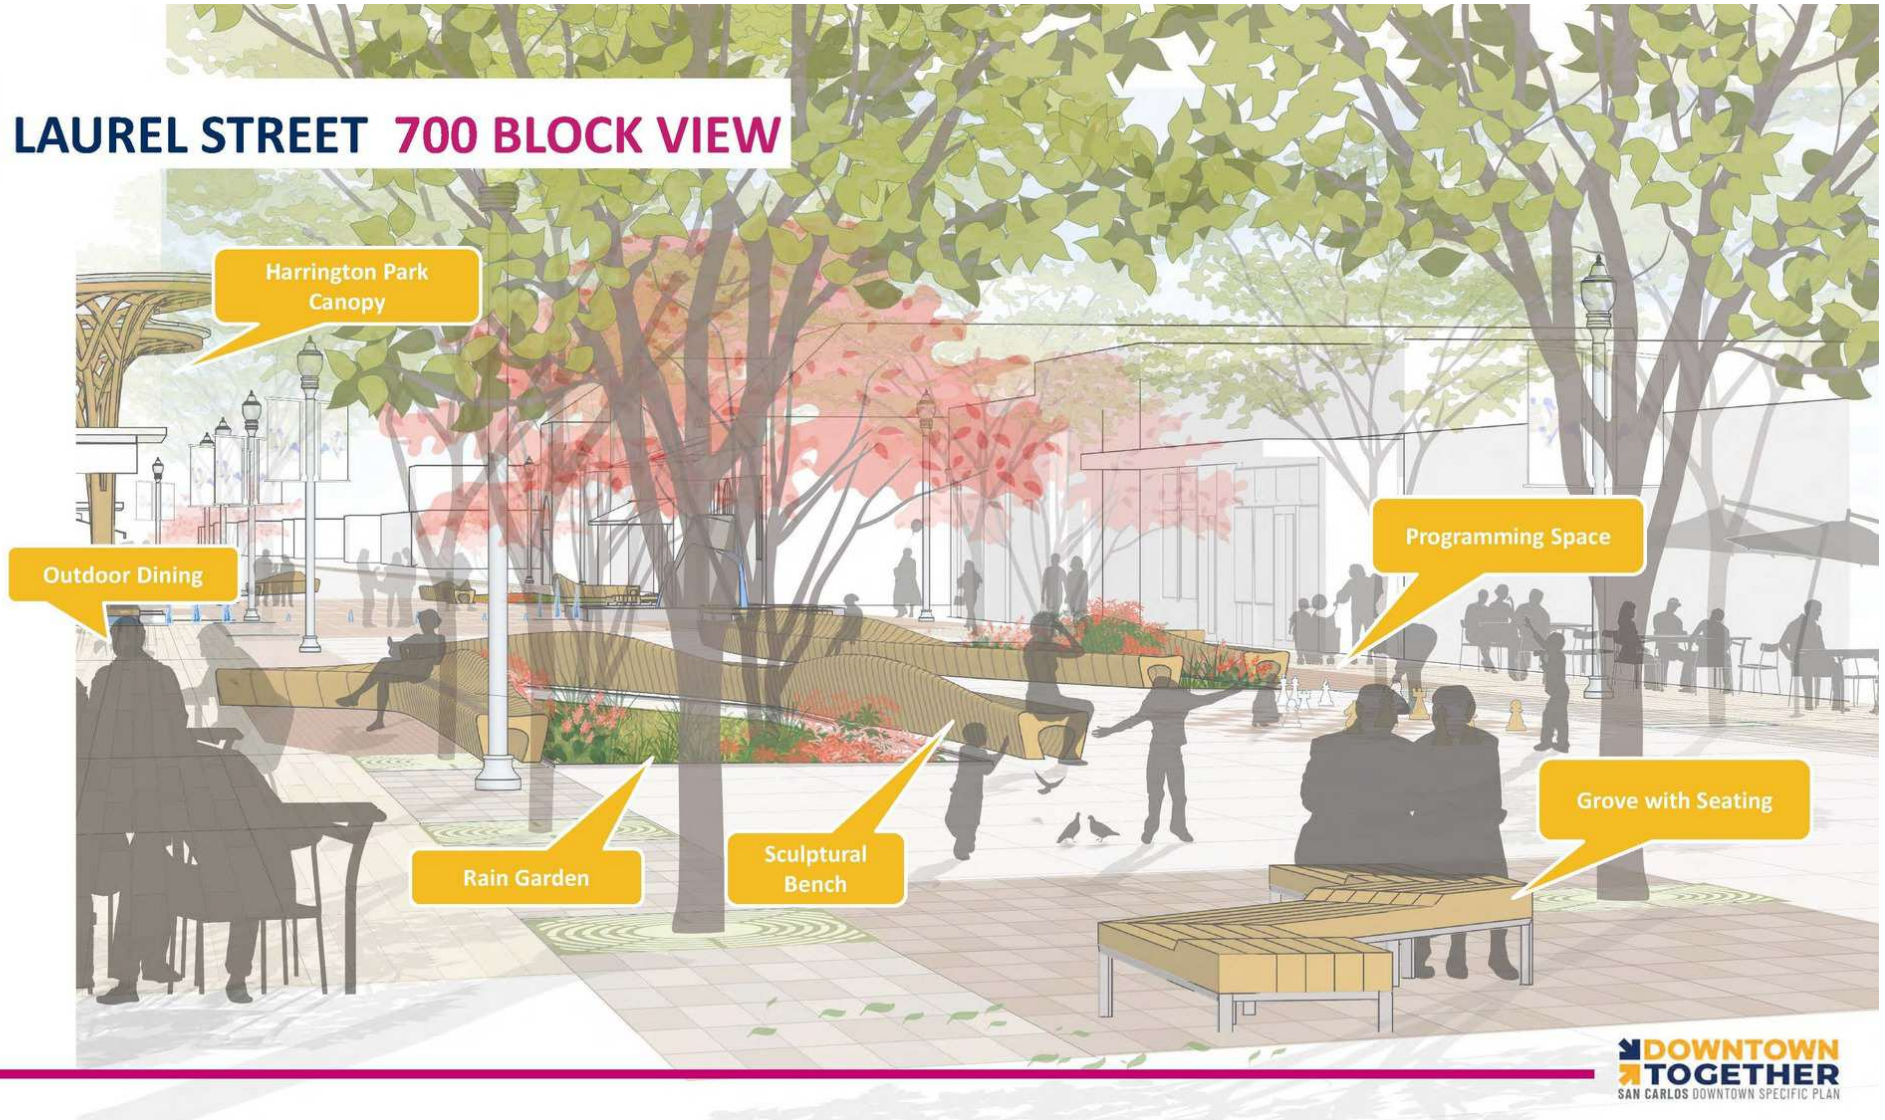 LAUREL STREET 700 BLOCK VIEW
Harrington Park
Canopy
Outdoor Dining
Programming Space
Grove with Seating
Sculptural
Bench
Rain Garden
DOWNTOWN
TOGETHER
SAN CARLOS DOWNTOWN SPECIFIC PLAN